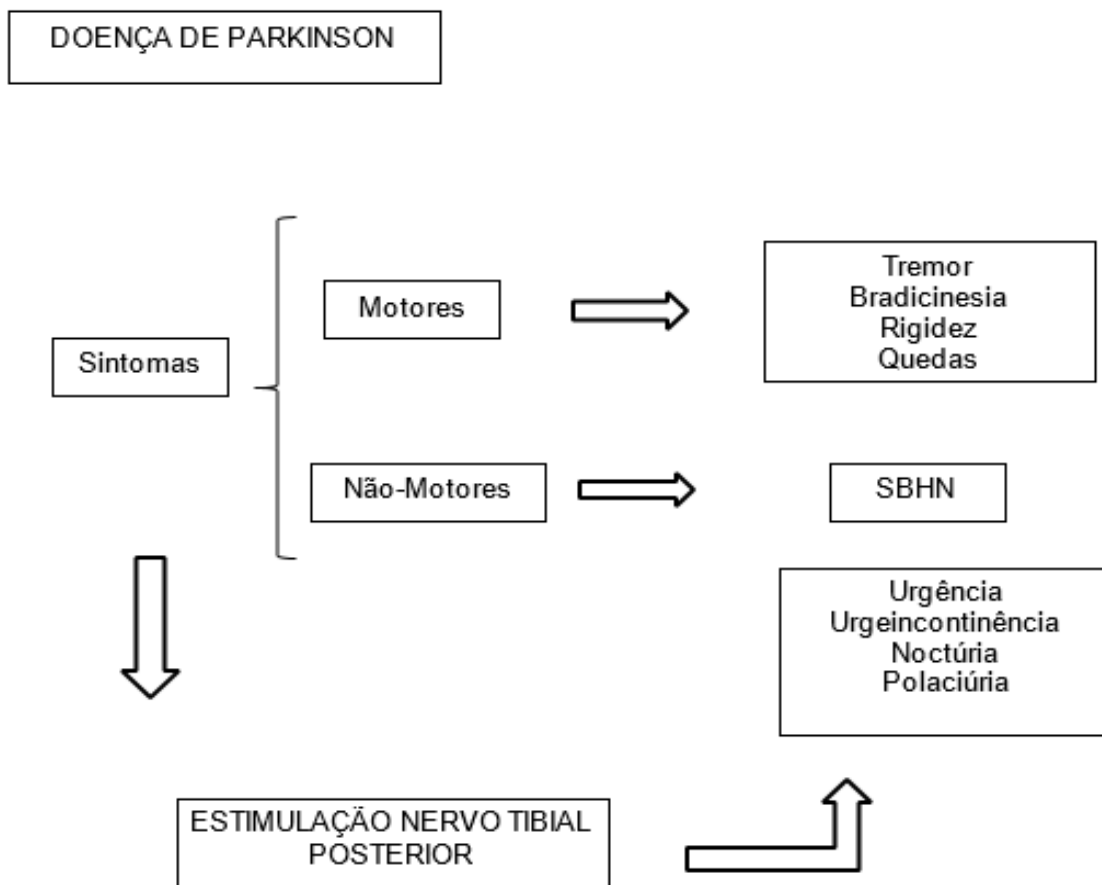 DOENÇA DE PARKINSON
Sintomas
Motores
Tremor
Bradicinesia
Rigidez
Quedas
Não-Motores
SBHN
Urgência
Urgeincontinência
Noctúria
Polaciúria
ESTIMULAÇÃO NERVO TIBIAL
POSTERIOR